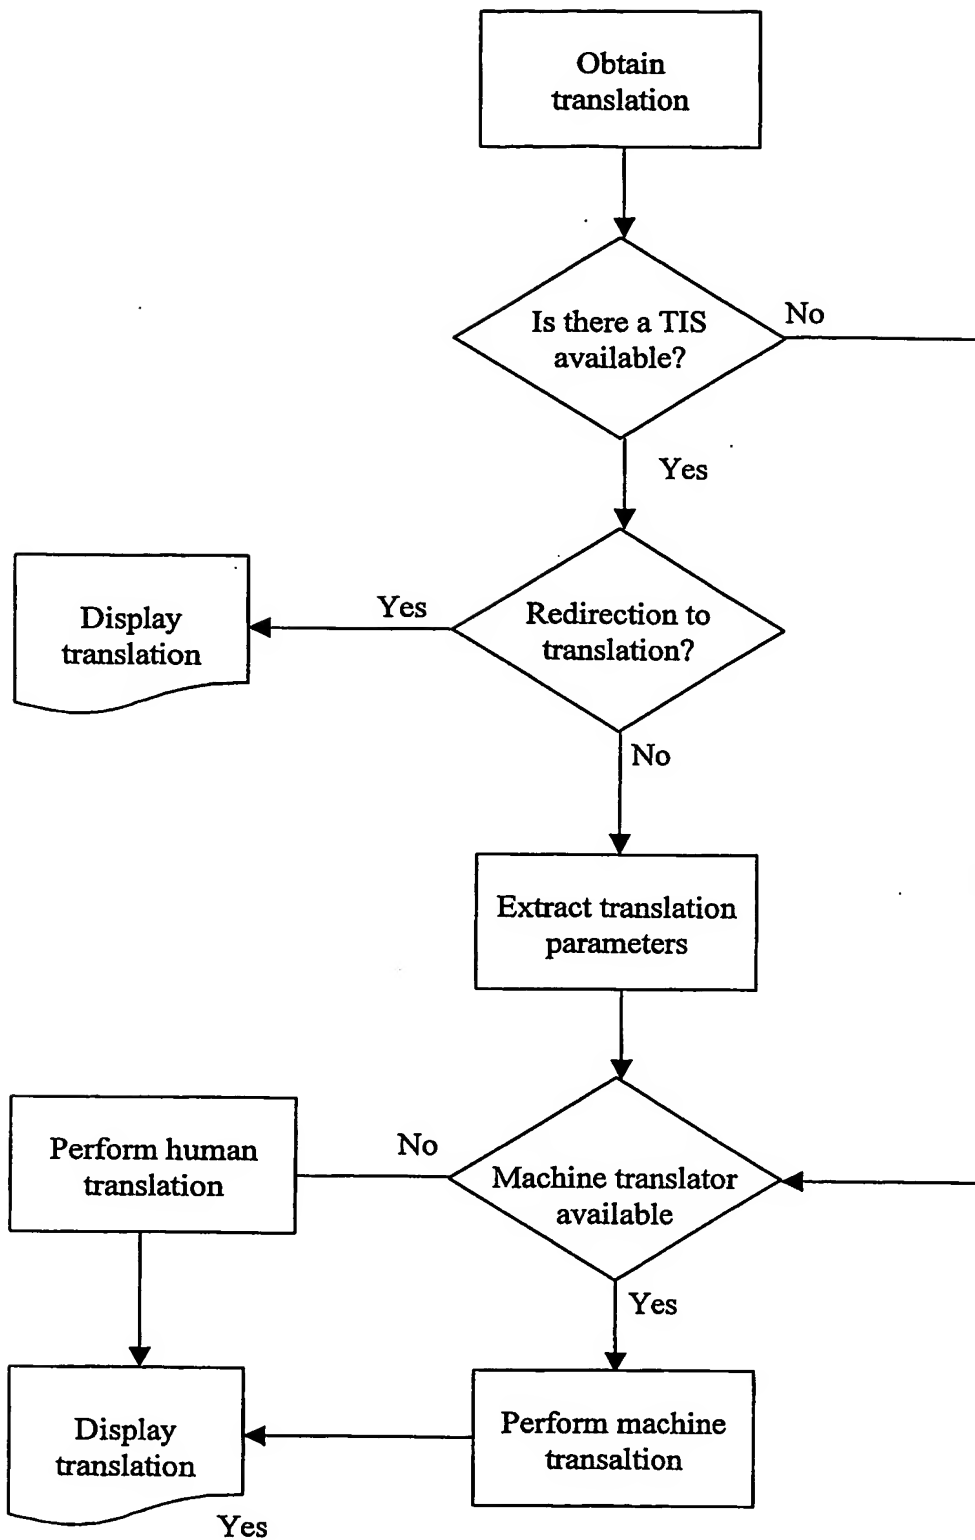 Obtain
translation
Is there a TIS
available?
No
Yes
Display
translation
Yes
Redirection to
translation?
No
Extract translation
parameters
Perform human
translation
No
Machine translator
available
Yes
Display
translation
Perform machine
transaltion
Yes